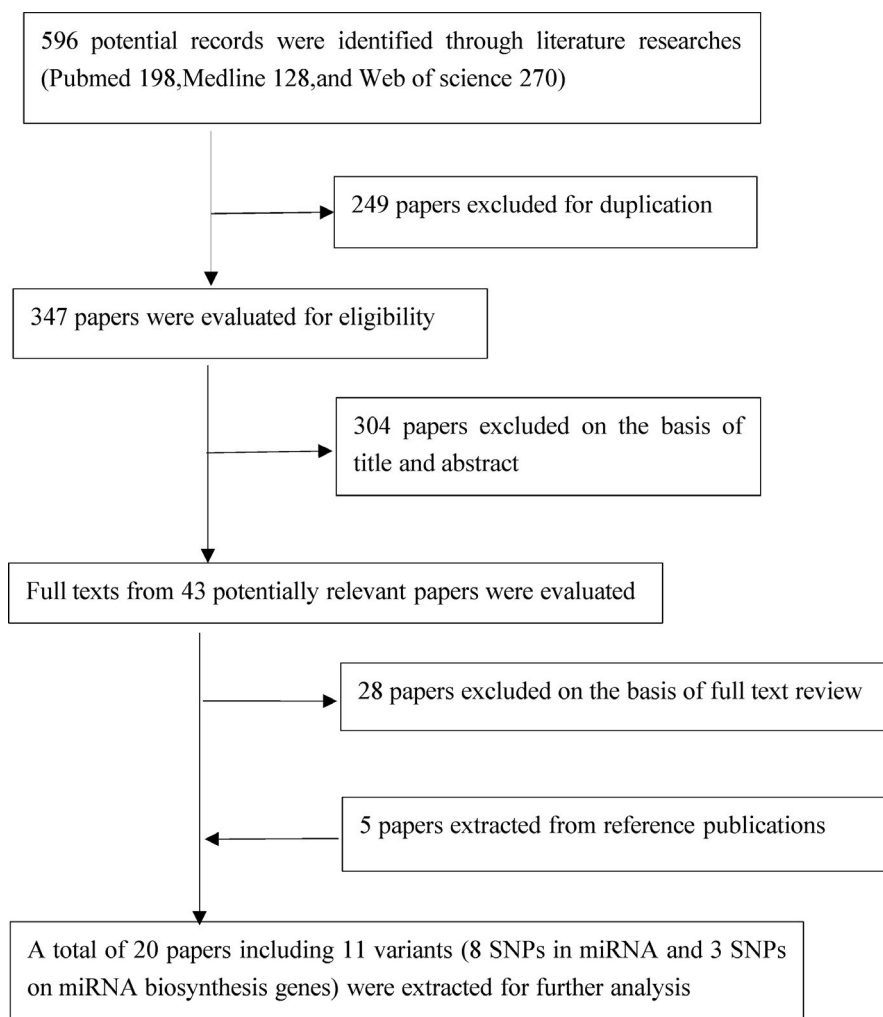 596 potential records were identified through literature researches
(Pubmed 198,Medline 128,and Web of science 270)
249 papers excluded for duplication
347 papers were evaluated for eligibility
304 papers excluded on the basis of
title and abstract
Full texts from 43 potentially relevant papers were evaluated
28 papers excluded on the basis of full text review
5 papers extracted from reference publications
A total of 20 papers including 11 variants (8 SNPs in miRNA and 3 SNPs
on miRNA biosynthesis genes) were extracted for further analysis